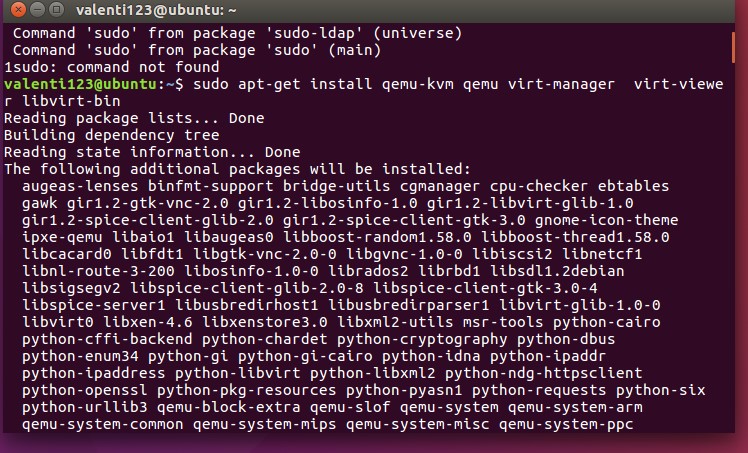 valenti123@ubuntu: ~
Command 'sudo' from package 'sudo-ldap' (universe)
Command 'sudo' from package 'sudo' (main)
1sudo: command not found
valenti123@ubuntu:~$ sudo apt-get install qemu-kvm qemu virt-manager  virt-viewe
r libvirt-bin
Reading package lists... Done
Building dependency tree
Reading state information... Done
The following additional packages will be installed:
augeas-lenses binfmt-support bridge-utils cgmanager cpu-checker ebtables
gawk gir1.2-gtk-vnc-2.0 gir1.2-libosinfo-1.0 gir1.2-libvirt-glib-1.0
gir1.2-spice-client-glib-2.0 gir1.2-spice-client-gtk-3.0 gnome-icon-theme
ipxe-qemu libaio1 libaugeas0 libboost-random1.58.0 libboost-thread1.58.0
libcacard0 libfdt1 libgtk-vnc-2.0-0 libgvnc-1.0-0 libiscsi2 libnetcf1
libnl-route-3-200 libosinfo-1.0-0 librados2 librbd1 libsdl1.2debian
libsigsegv2 libspice-client-glib-2.0-8 libspice-client-gtk-3.0-4
libspice-server1 libusbredirhost1 libusbredirparser1 libvirt-glib-1.0-0
libvirt0 libxen-4.6 libxenstore3.0 libxml2-utils msr-tools python-cairo
python-cffi-backend python-chardet python-cryptography python-dbus
python-enum34 python-gi python-gi-cairo python-idna python-ipaddr
python-ipaddress python-libvirt python-libxml2 python-ndg-httpsclient
python-openssl python-pkg-resources python-pyasn1 python-requests python-six
python-urllib3 qemu-block-extra qemu-slof qemu-system qemu-system-arm
qemu-system-common qemu-system-mips qemu-system-misc qemu-system-ppc